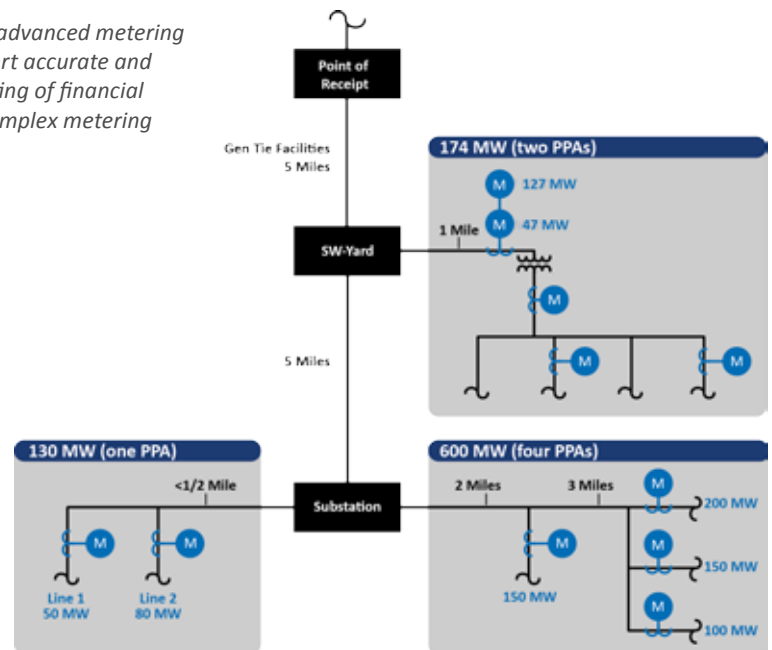 advanced metering
rt accurate and
ing of financial
mplex metering
Point of
Receipt
Gen Tie Facilities
5 Miles
174 MW (two PPAs)
M
127 MW
M
47 MW
1 Mile
SW-Yard
M
M
M
5 Miles
130 MW (one PPA)
<1/2 Mile
M
M
Line 1
50 MW
Line 2
80 MW
Substation
600 MW (four PPAs)
2 Miles
3 Miles
M
200 MW
M
150 MW
M
150 MW
M
100 MW